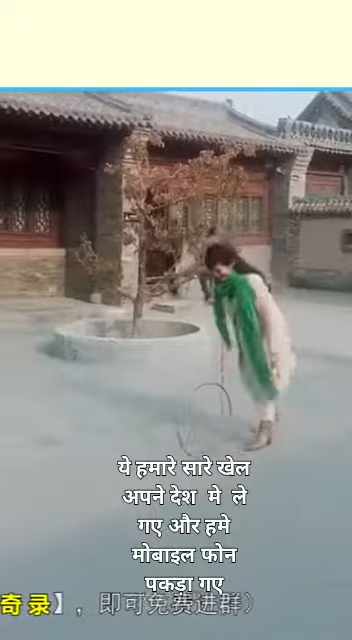 ये हमारे सारे खेल
अपने देश मे ले
गए और हमे
मोबाइल फोन
पकडा गए
奇录】，即可免费进群）